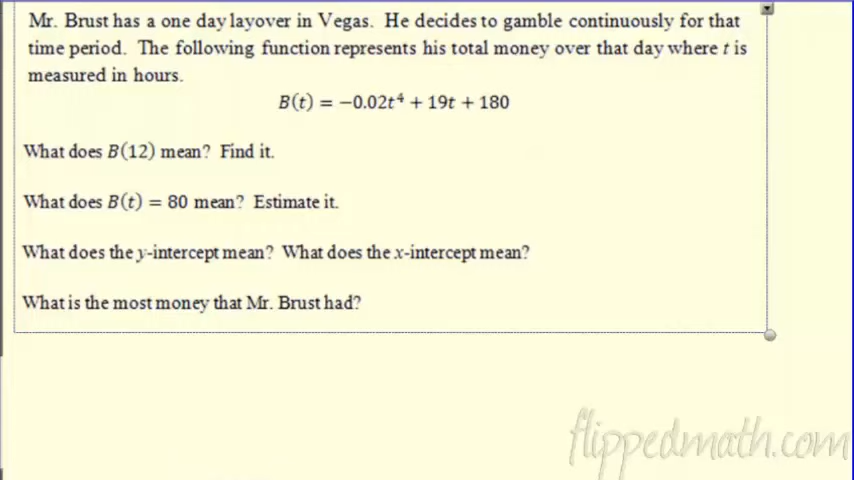 Mr. Brust has a one day layover in Vegas. He decides to gamble continuously for that
time period. The following function represents his total money over that day where t is
measured in hours.
B(t) = −0.02t⁴ + 19t + 180
What does B(12) mean? Find it.
What does B(t) = 80 mean? Estimate it.
What does the y-intercept mean? What does the x-intercept mean?
What is the most money that Mr. Brust had?
flippedmath.com